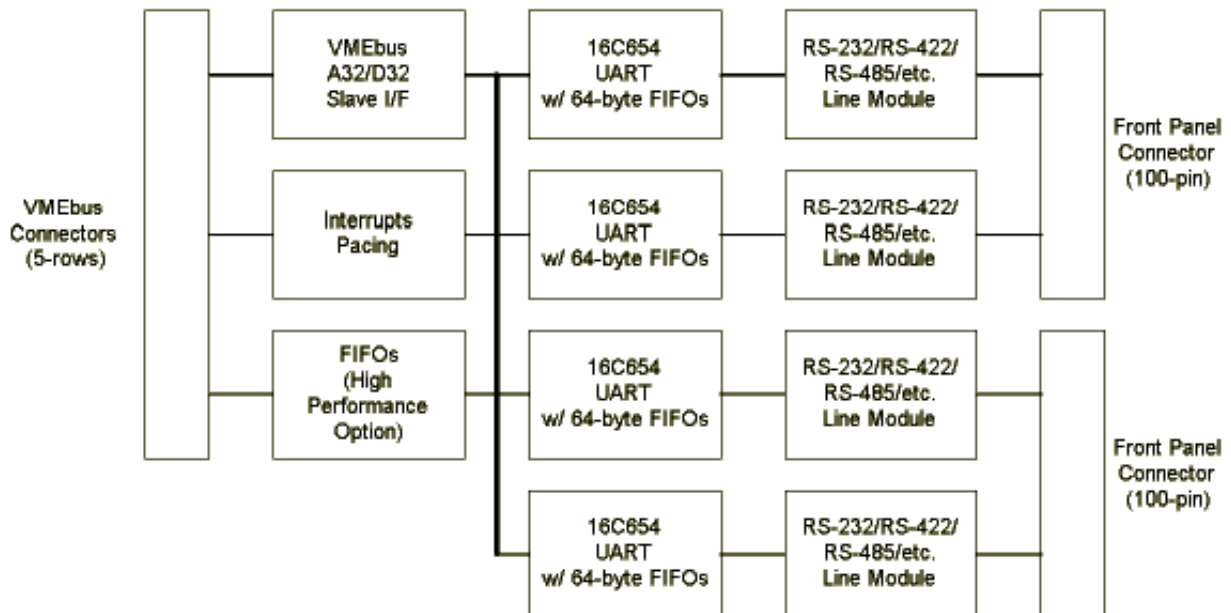 VMEbus
Connectors
(5-rows)
VMEbus
A32/D32
Slave I/F
Interrupts
Pacing
FIFOs
(High
Performance
Option)
16C654
UART
w/ 64-byte FIFOs
16C654
UART
w/ 64-byte FIFOs
16C654
UART
w/ 64-byte FIFOs
16C654
UART
w/ 64-byte FIFOs
RS-232/RS-422/
RS-485/etc.
Line Module
RS-232/RS-422/
RS-485/etc.
Line Module
RS-232/RS-422/
RS-485/etc.
Line Module
RS-232/RS-422/
RS-485/etc.
Line Module
Front Panel
Connector
(100-pin)
Front Panel
Connector
(100-pin)